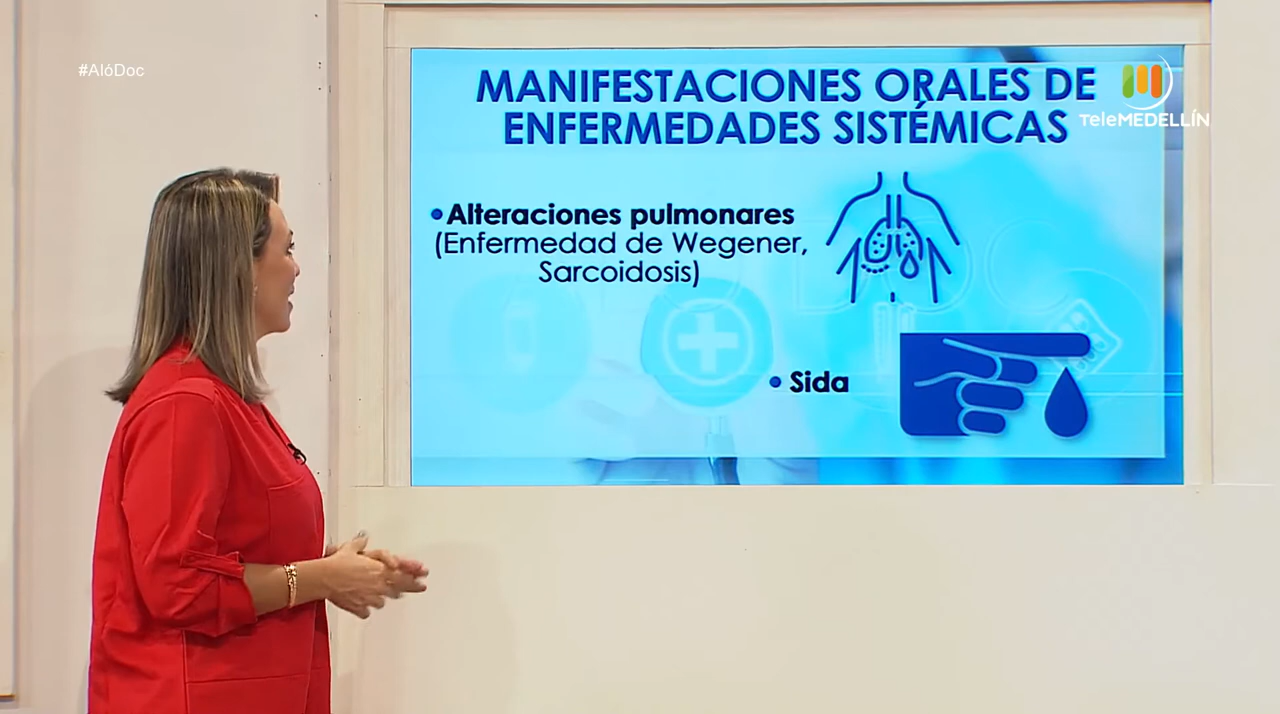 #AlóDoc
MANIFESTACIONES ORALES DE
ENFERMEDADES SISTÉMICAS
TeleMEDELLÍN
•Alteraciones pulmonares
(Enfermedad de Wegener,
Sarcoidosis)
• Sida